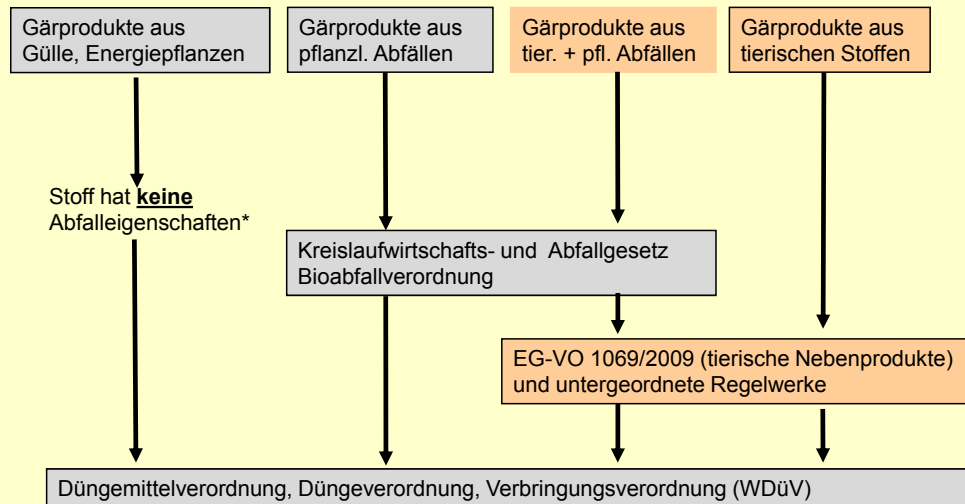 Gärprodukte aus
Gülle, Energiepflanzen
Gärprodukte aus
pflanzl. Abfällen
Gärprodukte aus
tier. + pfl. Abfällen
Gärprodukte aus
tierischen Stoffen
Stoff hat keine
Abfalleigenschaften*
Kreislaufwirtschafts- und Abfallgesetz
Bioabfallverordnung
EG-VO 1069/2009 (tierische Nebenprodukte)
und untergeordnete Regelwerke
Düngemittelverordnung, Düngeverordnung, Verbringungsverordnung (WDüV)